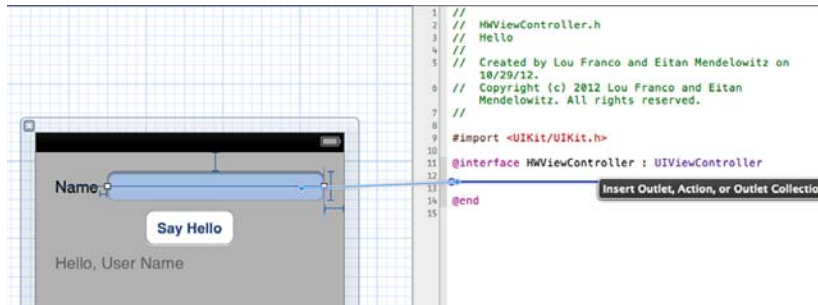 Name
Say Hello
Hello, User Name
1 //
2 // HWViewController.h
3 // Hello
4 //
5 // Created by Lou Franco and Eitan Mendelowitz on
10/29/12.
6 // Copyright (c) 2012 Lou Franco and Eitan
Mendelowitz. All rights reserved.
7 //
8
9 #import <UIKit/UIKit.h>
10
11 @interface HWViewController : UIViewController
12
13
Insert Outlet, Action, or Outlet Collectio
14 @end
15